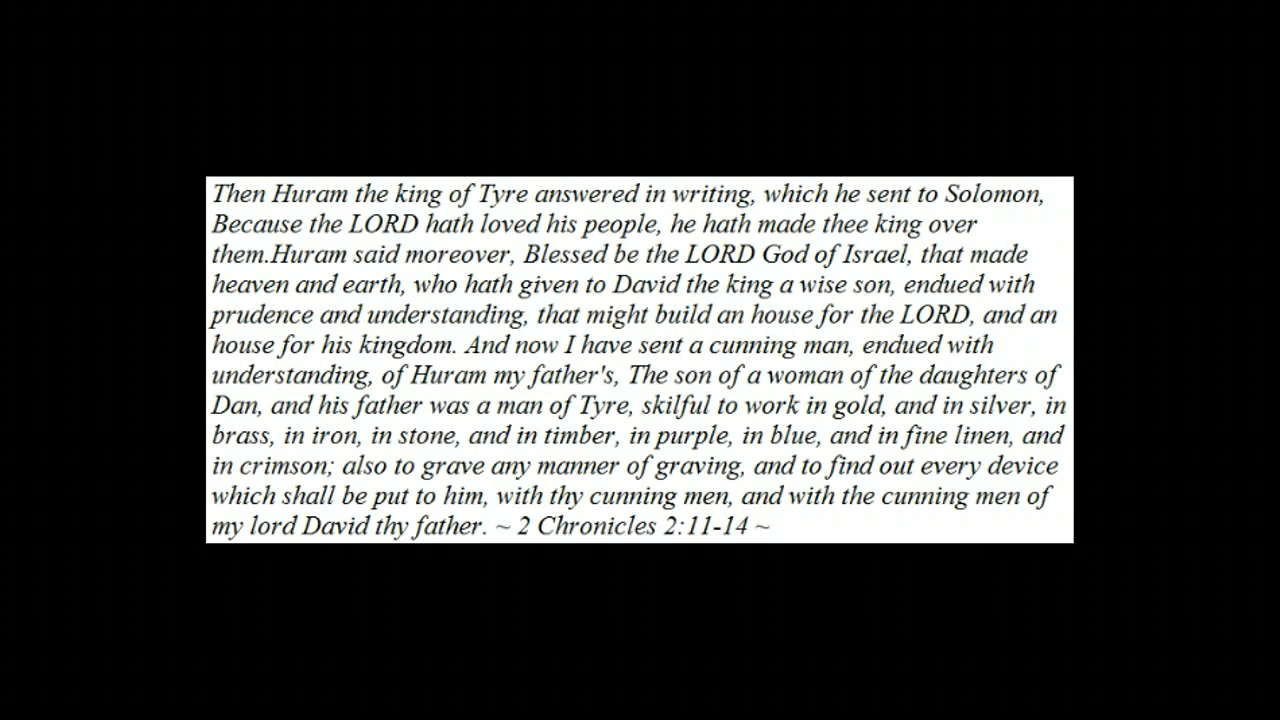 Then Huram the king of Tyre answered in writing, which he sent to Solomon,
Because the LORD hath loved his people, he hath made thee king over
them.Huram said moreover, Blessed be the LORD God of Israel, that made
heaven and earth, who hath given to David the king a wise son, endued with
prudence and understanding, that might build an house for the LORD, and an
house for his kingdom. And now I have sent a cunning man, endued with
understanding, of Huram my father's, The son of a woman of the daughters of
Dan, and his father was a man of Tyre, skilful to work in gold, and in silver, in
brass, in iron, in stone, and in timber, in purple, in blue, and in fine linen, and
in crimson; also to grave any manner of graving, and to find out every device
which shall be put to him, with thy cunning men, and with the cunning men of
my lord David thy father. ~ 2 Chronicles 2:11-14 ~